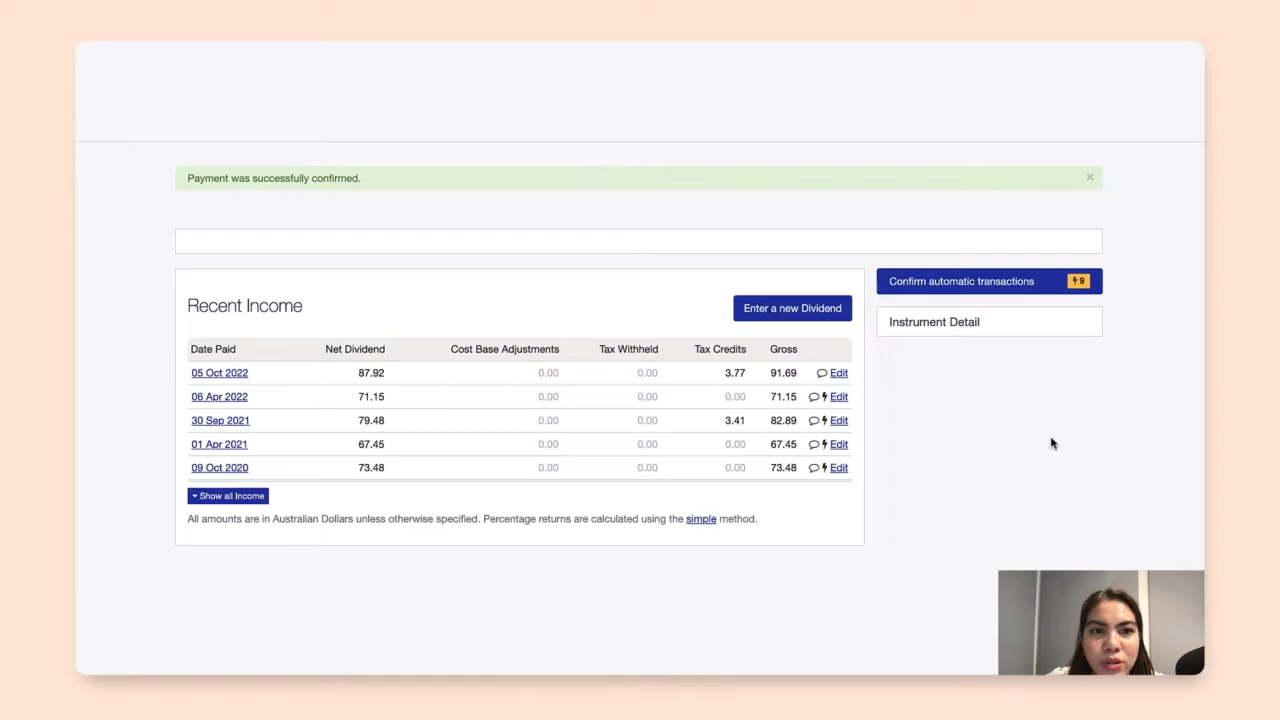 Payment was successfully confirmed. ×
Confirm automatic transactions 9
Recent Income
Enter a new Dividend
Instrument Detail
Date Paid Net Dividend Cost Base Adjustments Tax Withheld Tax Credits Gross
05 Oct 2022 87.92 0.00 0.00 3.77 91.69 Edit
06 Apr 2022 71.15 0.00 0.00 0.00 71.15 Edit
30 Sep 2021 79.48 0.00 0.00 3.41 82.89 Edit
01 Apr 2021 67.45 0.00 0.00 0.00 67.45 Edit
09 Oct 2020 73.48 0.00 0.00 0.00 73.48 Edit
Show all Income
All amounts are in Australian Dollars unless otherwise specified. Percentage returns are calculated using the simple method.